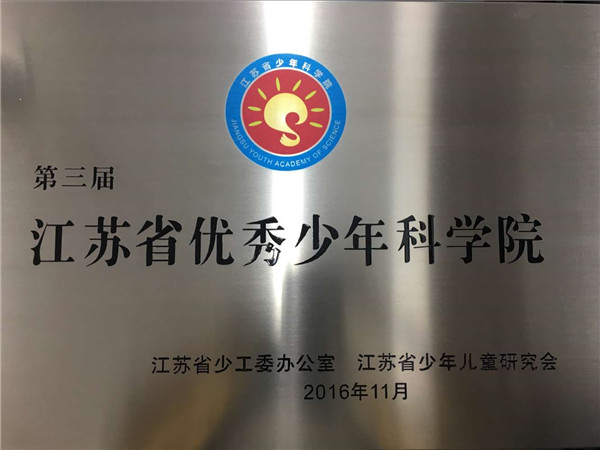 江苏省少年科学院
JIANGSU YOUTH ACADEMY OF SCIENCE
第三届
江苏省优秀少年科学院
江苏省少工委办公室 江苏省少年儿童研究会
2016年11月